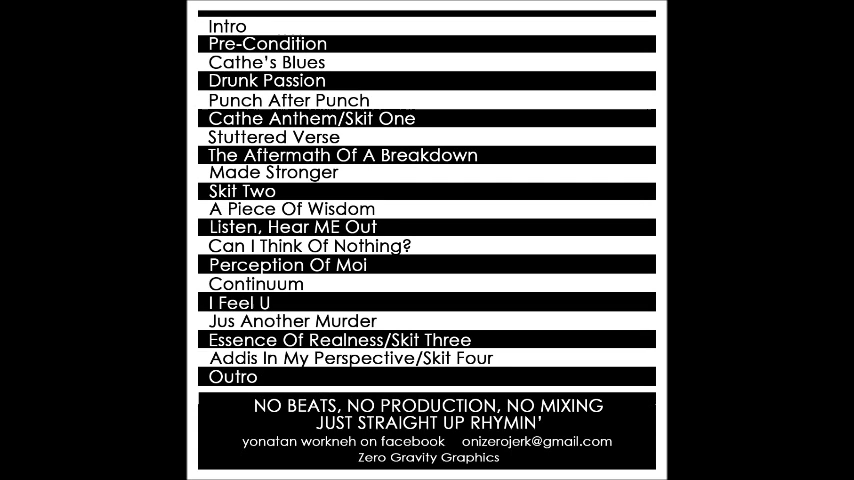 Intro
Pre-Condition
Cathe's Blues
Drunk Passion
Punch After Punch
Cathe Anthem/Skit One
Stuttered Verse
The Aftermath Of A Breakdown
Made Stronger
Skit Two
A Piece Of Wisdom
Listen, Hear ME Out
Can I Think Of Nothing?
Perception Of Moi
Continuum
I Feel U
Jus Another Murder
Essence Of Realness/Skit Three
Addis In My Perspective/Skit Four
Outro
NO BEATS, NO PRODUCTION, NO MIXING
JUST STRAIGHT UP RHYMIN'
yonatan workneh on facebook onizerojerk@gmail.com
Zero Gravity Graphics